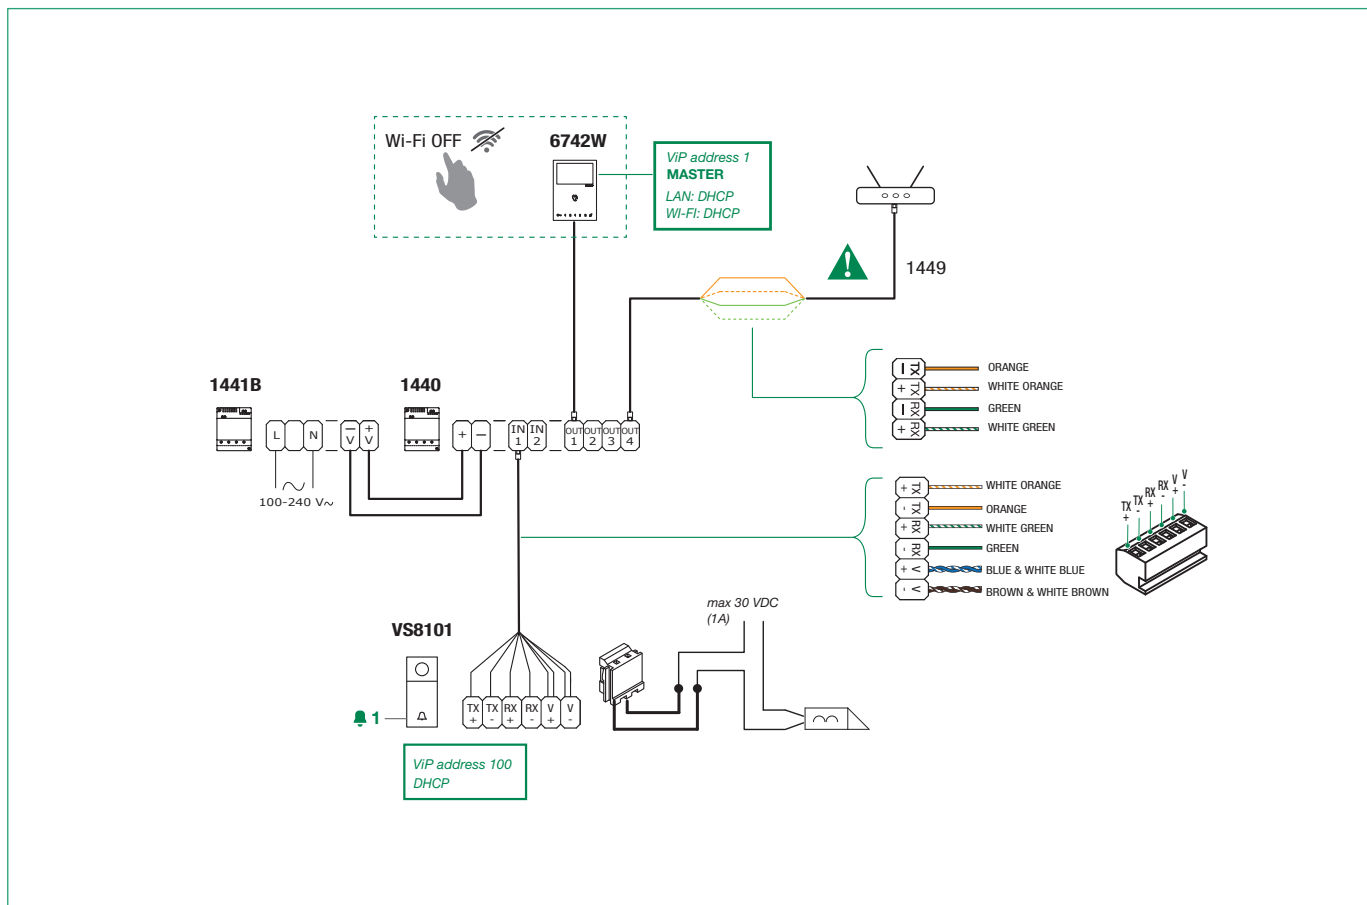 Wi-Fi OFF
6742W
ViP address 1
MASTER
LAN: DHCP
WI-FI: DHCP
1449
1441B
1440
L
N
– V
+ V
+
–
IN 1
IN 2
OUT 1
OUT 2
OUT 3
OUT 4
100-240 V~
– TX
ORANGE
+ TX
WHITE ORANGE
– RX
GREEN
+ RX
WHITE GREEN
+ TX
WHITE ORANGE
- TX
ORANGE
+ RX
WHITE GREEN
- RX
GREEN
+ V
BLUE & WHITE BLUE
- V
BROWN & WHITE BROWN
TX +
TX -
RX +
RX -
V +
V -
max 30 VDC
(1A)
VS8101
1
TX +
TX -
RX +
RX -
V +
V -
ViP address 100
DHCP